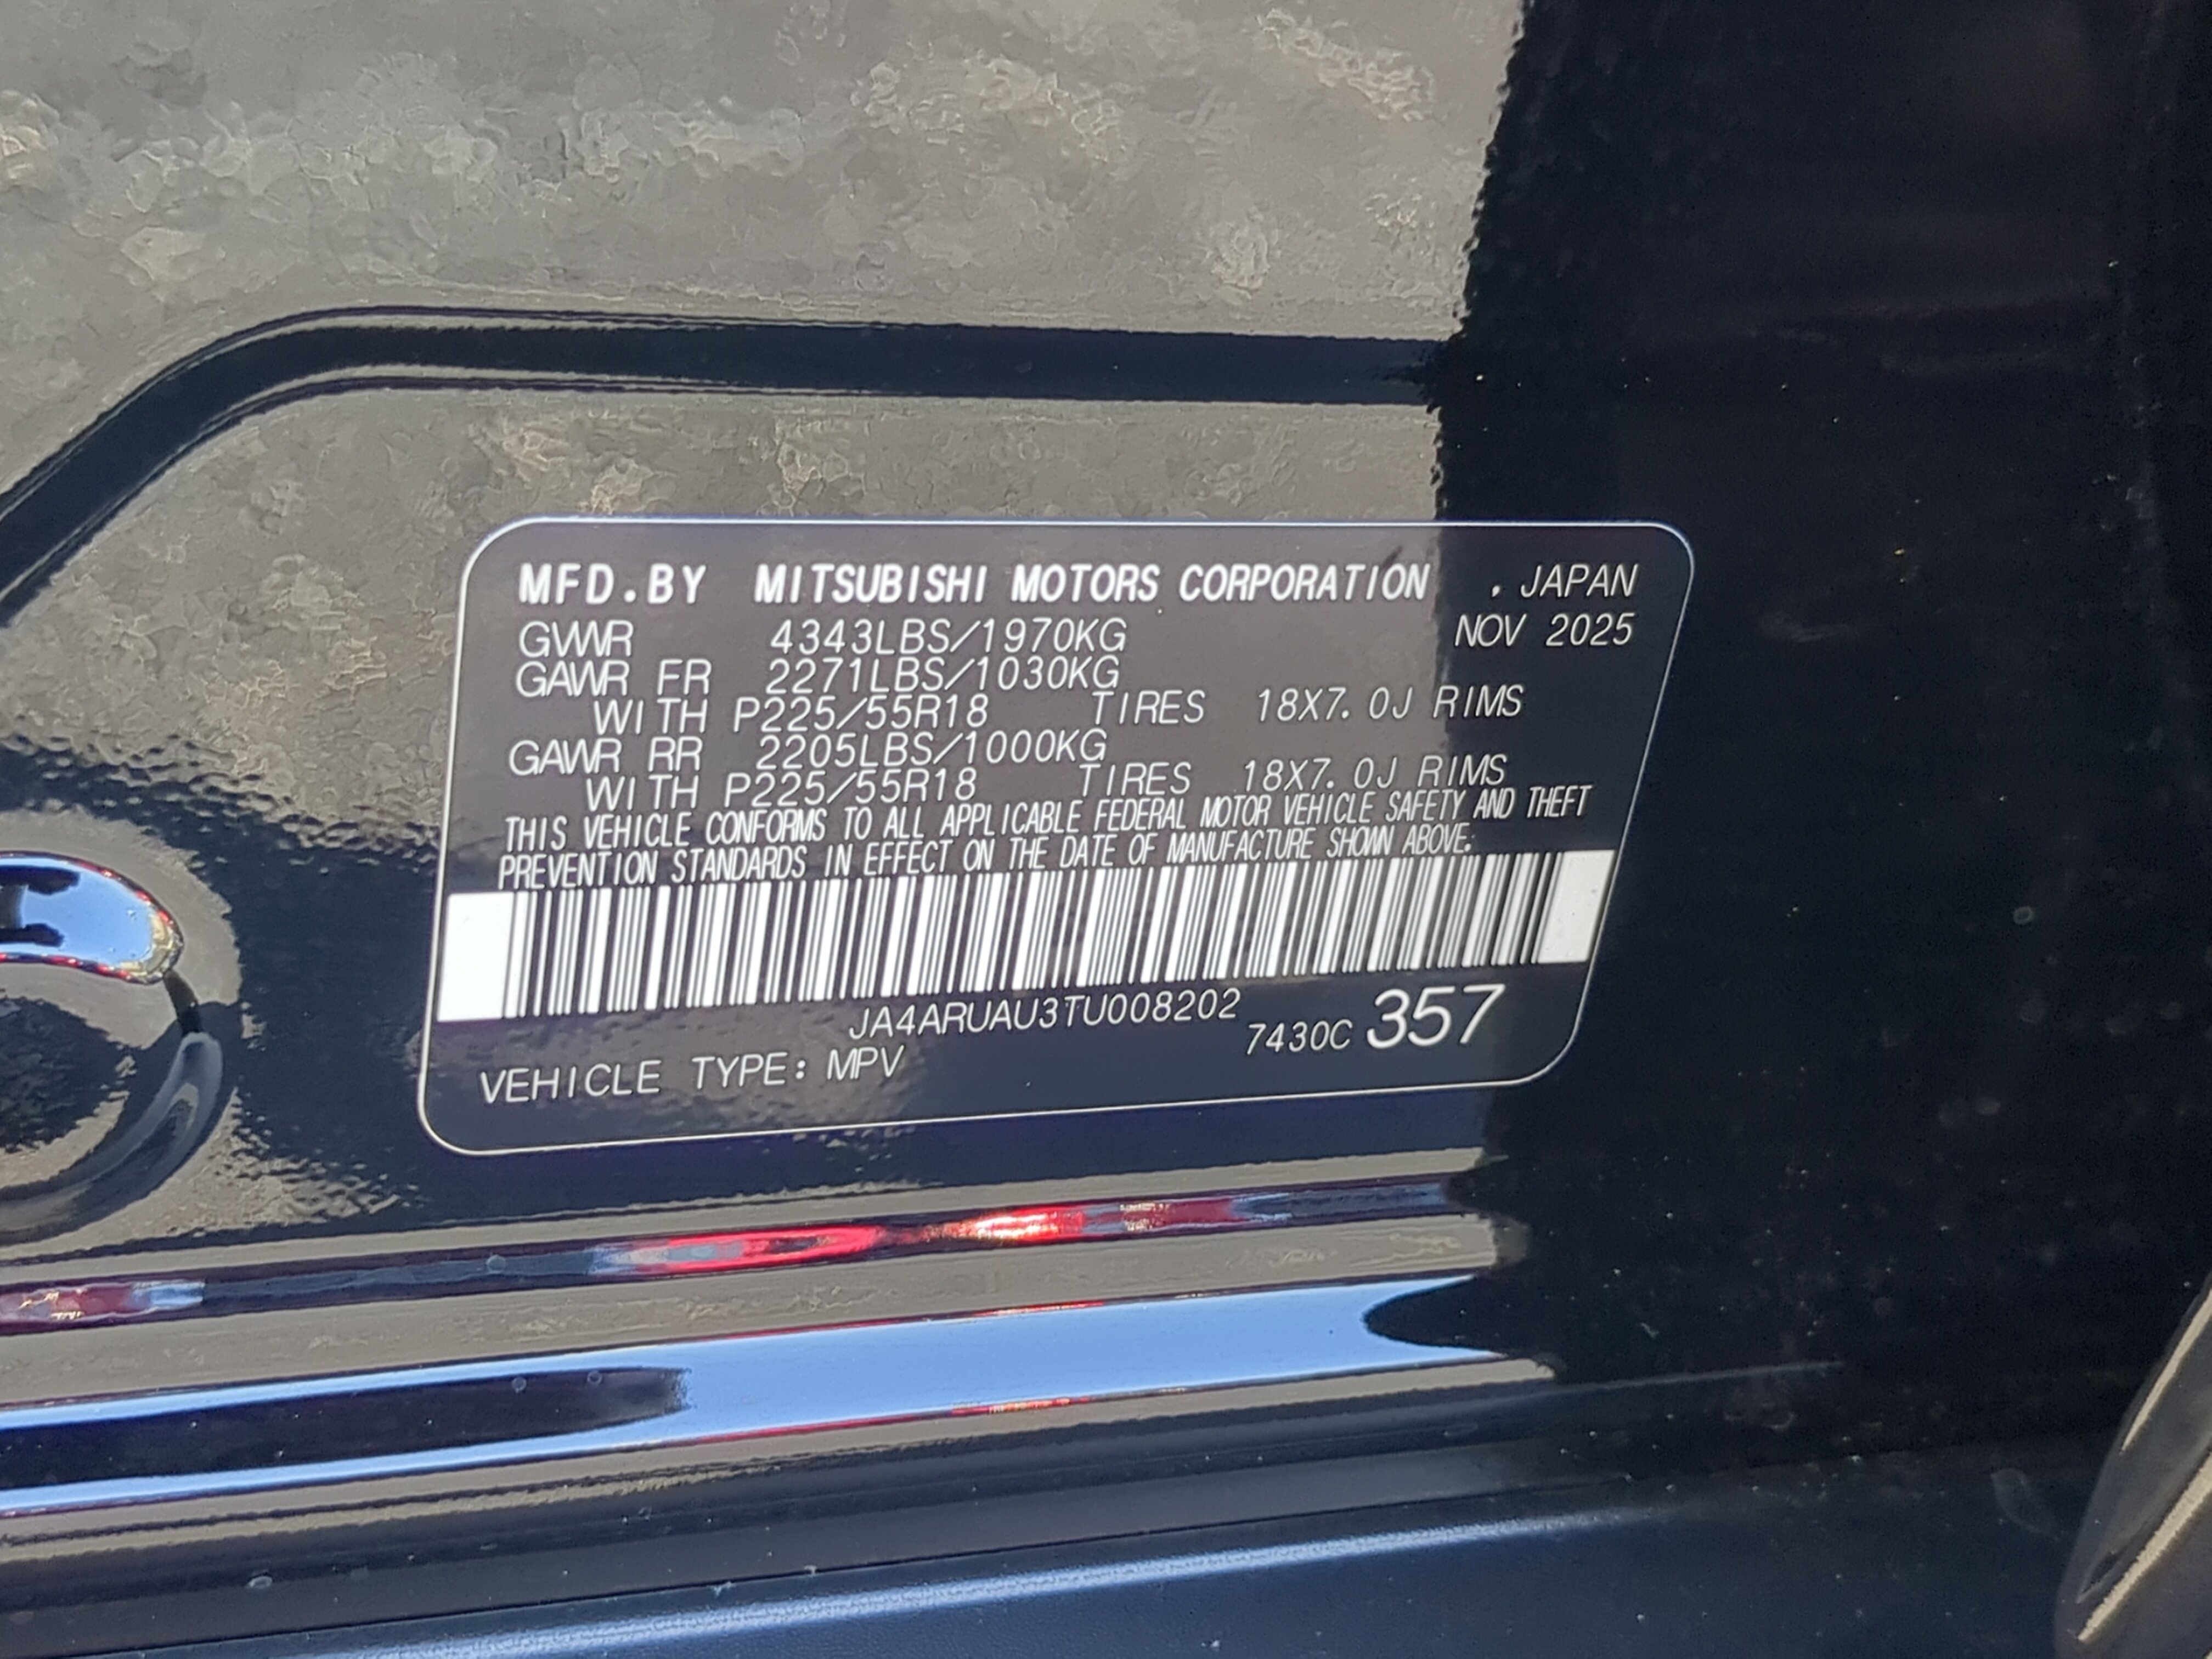 MFD.BY MITSUBISHI MOTORS CORPORATION . JAPAN
NOV 2025
GVWR 4343LBS/1970KG
GAWR FR 2271LBS/1030KG
WITH P225/55R18 TIRES 18X7.0J RIMS
GAWR RR 2205LBS/1000KG
WITH P225/55R18 TIRES 18X7.0J RIMS
THIS VEHICLE CONFORMS TO ALL APPLICABLE FEDERAL MOTOR VEHICLE SAFETY AND THEFT
PREVENTION STANDARDS IN EFFECT ON THE DATE OF MANUFACTURE SHOWN ABOVE.
JA4ARUAU3TU008202
7430C 357
VEHICLE TYPE: MPV